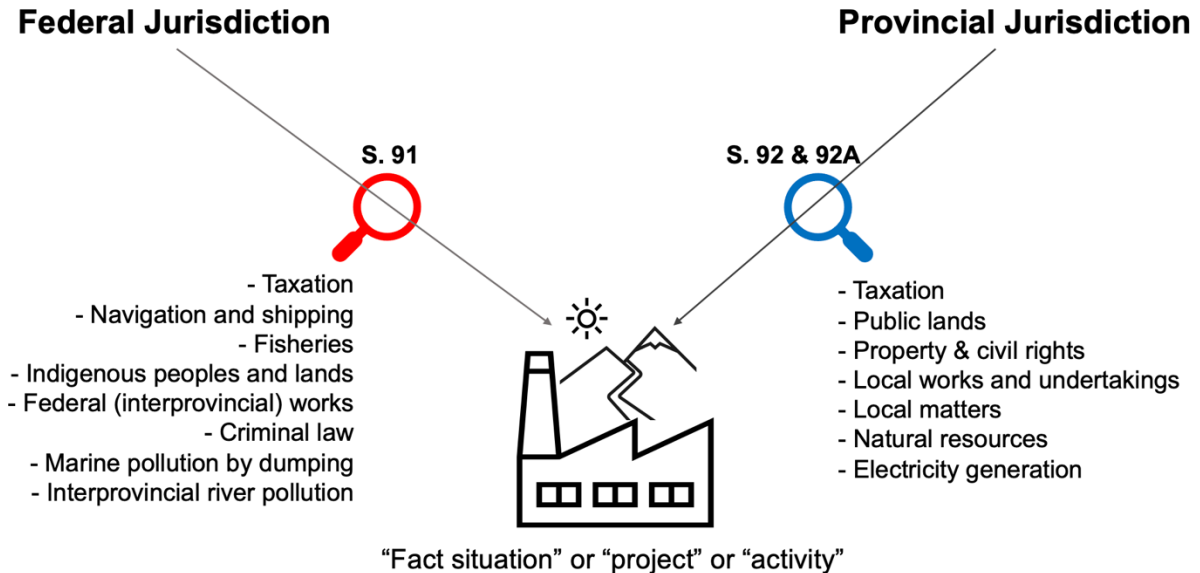 Federal Jurisdiction
Provincial Jurisdiction
S. 91
S. 92 & 92A
- Taxation
- Navigation and shipping
- Fisheries
- Indigenous peoples and lands
- Federal (interprovincial) works
- Criminal law
- Marine pollution by dumping
- Interprovincial river pollution
- Taxation
- Public lands
- Property & civil rights
- Local works and undertakings
- Local matters
- Natural resources
- Electricity generation
“Fact situation” or “project” or “activity”